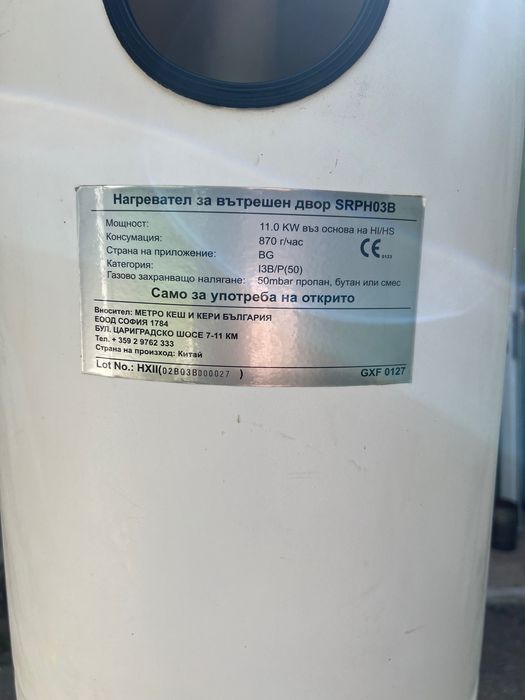 Нагревател за вътрешен двор SRPH03B
Мощност: 11.0 KW въз основа на HI/HS
Консумация: 870 г/час
Страна на приложение: BG
CE 0123
Категория: I3B/P(50)
Газово захранващо налягане: 50mbar пропан, бутан или смес
Само за употреба на открито
Вносител: МЕТРО КЕШ И КЕРИ БЪЛГАРИЯ
ЕООД СОФИЯ 1784
БУЛ. ЦАРИГРАДСКО ШОСЕ 7-11 КМ
Тел. + 359 2 9762 333
Страна на произход: Китай
Lot No.: HXII(02B03B000027 ) GXF 0127